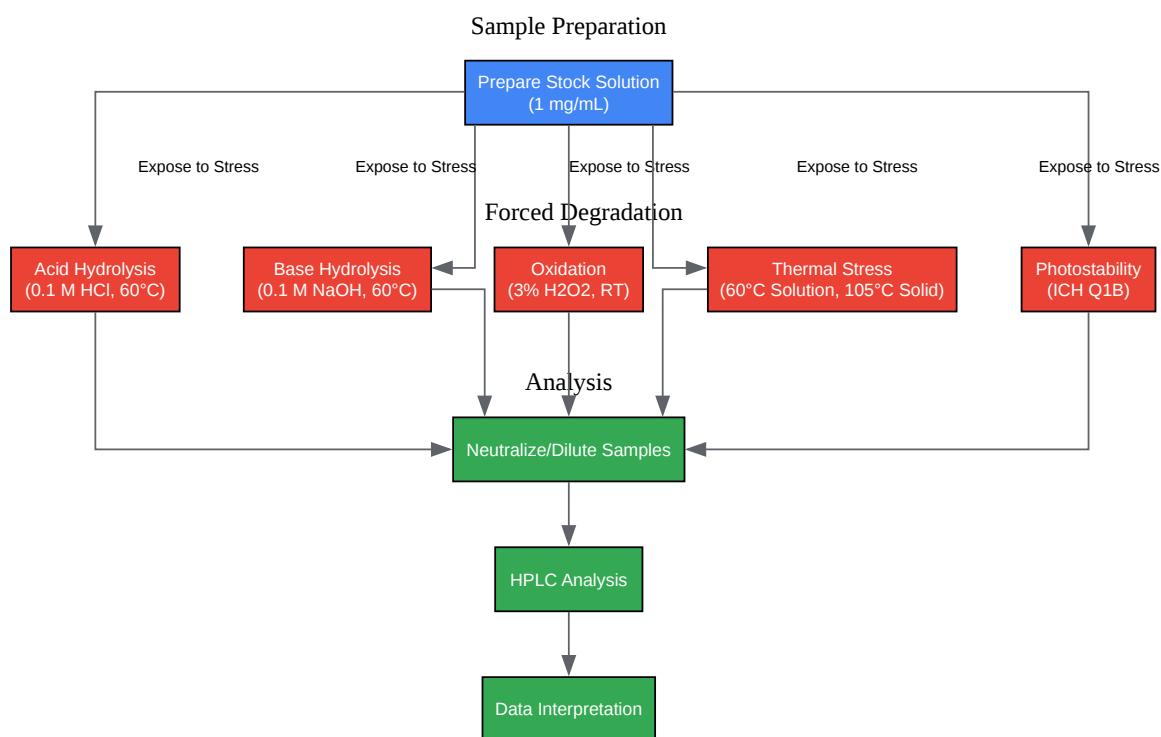 Sample Preparation
Prepare Stock Solution
(1 mg/mL)
Expose to Stress
Expose to Stress
Expose to Stress
Expose to Stress
Expose to Stress
Forced Degradation
Acid Hydrolysis
(0.1 M HCl, 60°C)
Base Hydrolysis
(0.1 M NaOH, 60°C)
Oxidation
(3% H2O2, RT)
Thermal Stress
(60°C Solution, 105°C Solid)
Photostability
(ICH Q1B)
Analysis
Neutralize/Dilute Samples
HPLC Analysis
Data Interpretation